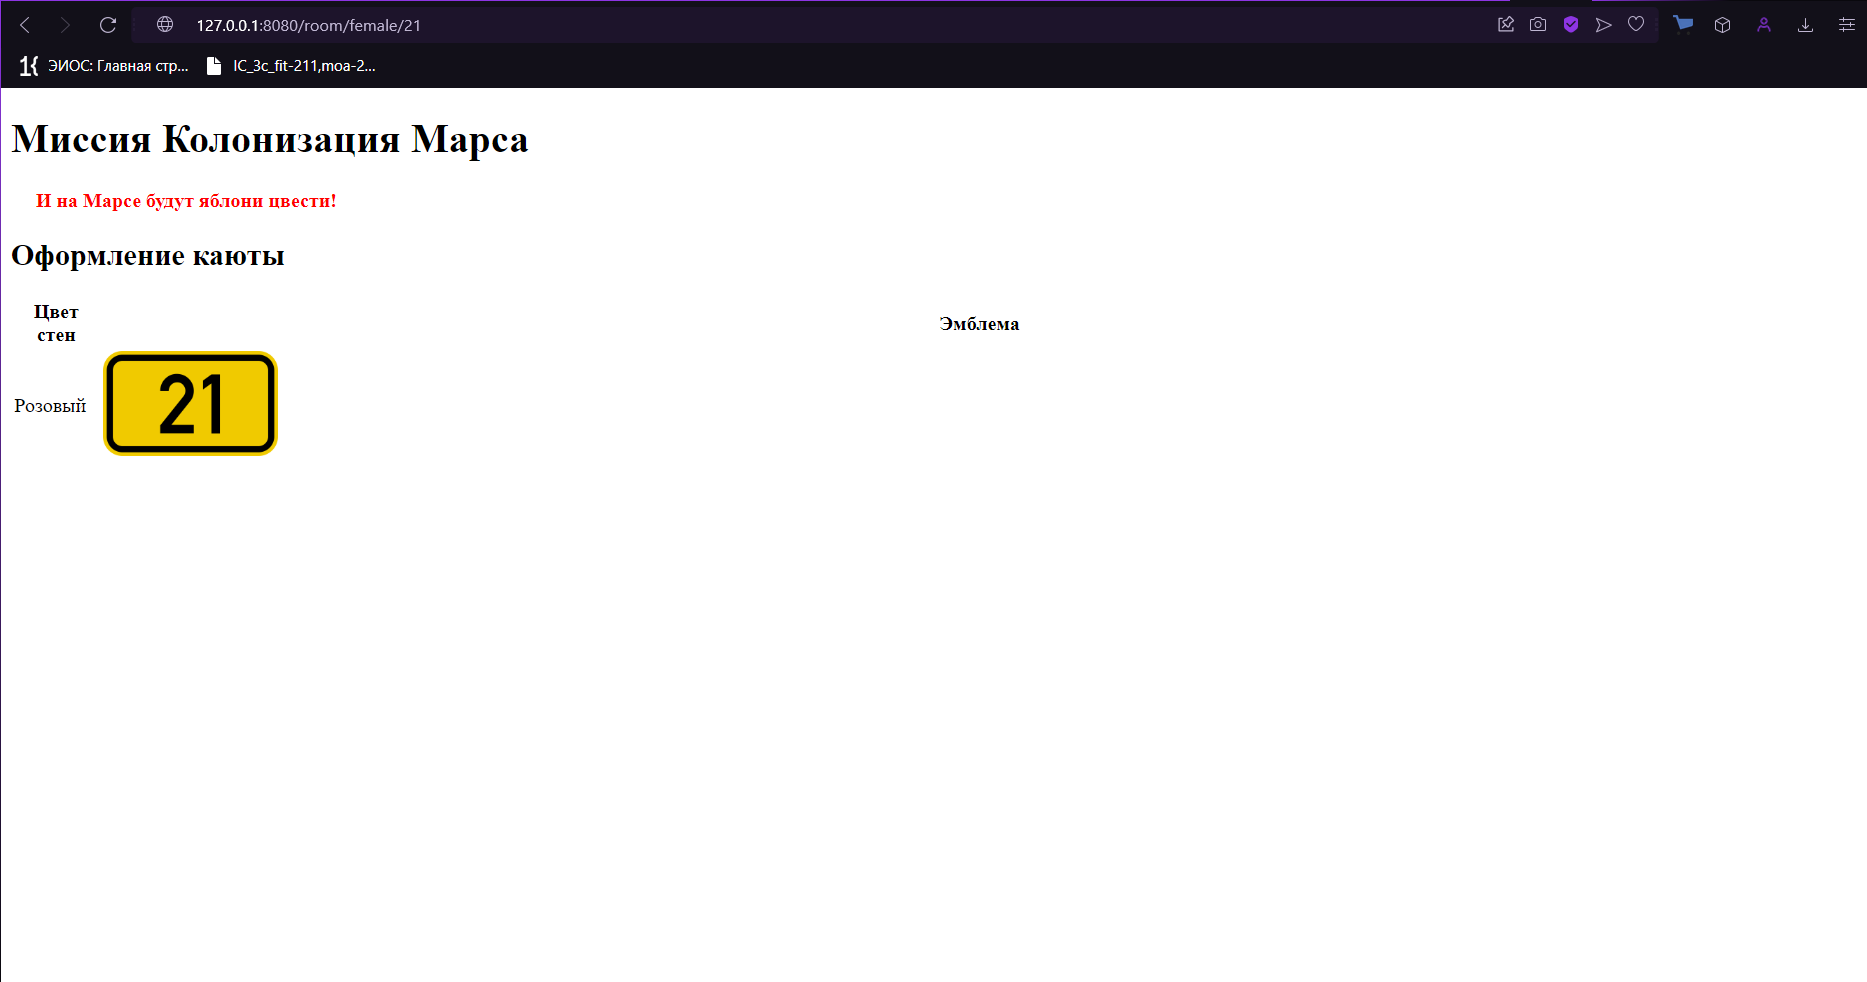 127.0.0.1:8080/room/female/21
ЭИОС: Главная стр... IC_3c_fit-211,moa-2...
Миссия Колонизация Марса
И на Марсе будут яблони цвести!
Оформление каюты
Цвет
стен
Эмблема
Розовый
21